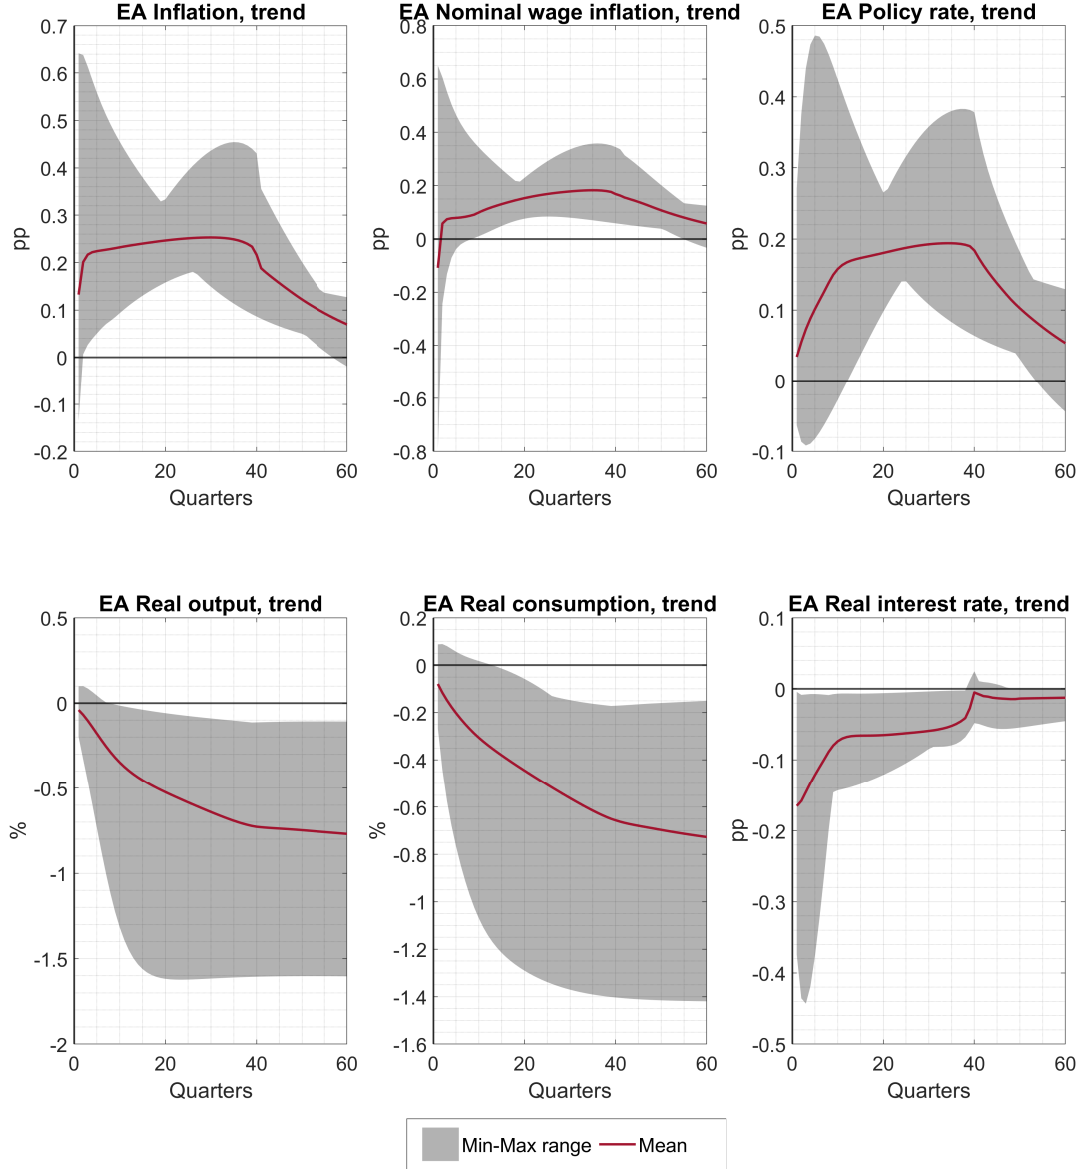 EA Inflation, trend
0.7
0.6
0.5
0.4
0.3
0.2
0.1
0
-0.1
-0.2
pp
0 20 40 60
Quarters
EA Nominal wage inflation, trend
0.8
0.6
0.4
0.2
0
-0.2
-0.4
-0.6
-0.8
pp
0 20 40 60
Quarters
EA Policy rate, trend
0.5
0.4
0.3
0.2
0.1
0
-0.1
pp
0 20 40 60
Quarters
EA Real output, trend
0.5
0
-0.5
-1
-1.5
-2
%
0 20 40 60
Quarters
EA Real consumption, trend
0.2
0
-0.2
-0.4
-0.6
-0.8
-1
-1.2
-1.4
-1.6
%
0 20 40 60
Quarters
EA Real interest rate, trend
0.1
0
-0.1
-0.2
-0.3
-0.4
-0.5
pp
0 20 40 60
Quarters
Min-Max range Mean